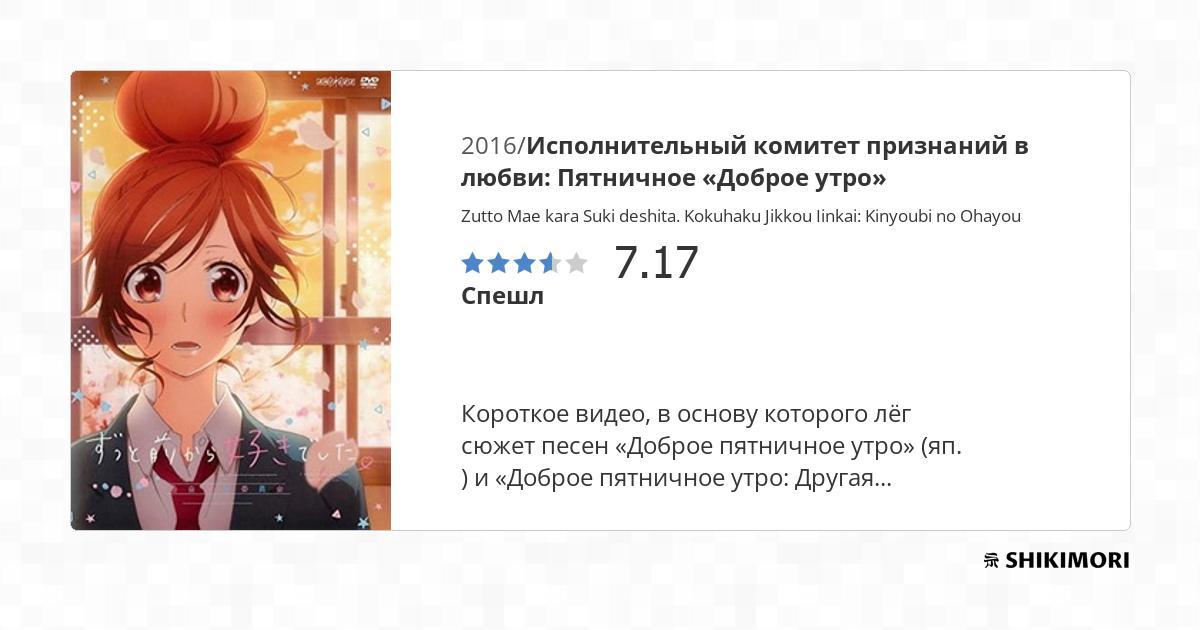 DVD
ずっと前から好きでした。
2016/Исполнительный комитет признаний в
любви: Пятничное «Доброе утро»
Zutto Mae kara Suki deshita. Kokuhaku Jikkou Iinkai: Kinyoubi no Ohayou
7.17
Спешл
Короткое видео, в основу которого лёг
сюжет песен «Доброе пятничное утро» (яп.
) и «Доброе пятничное утро: Другая...
SHIKIMORI